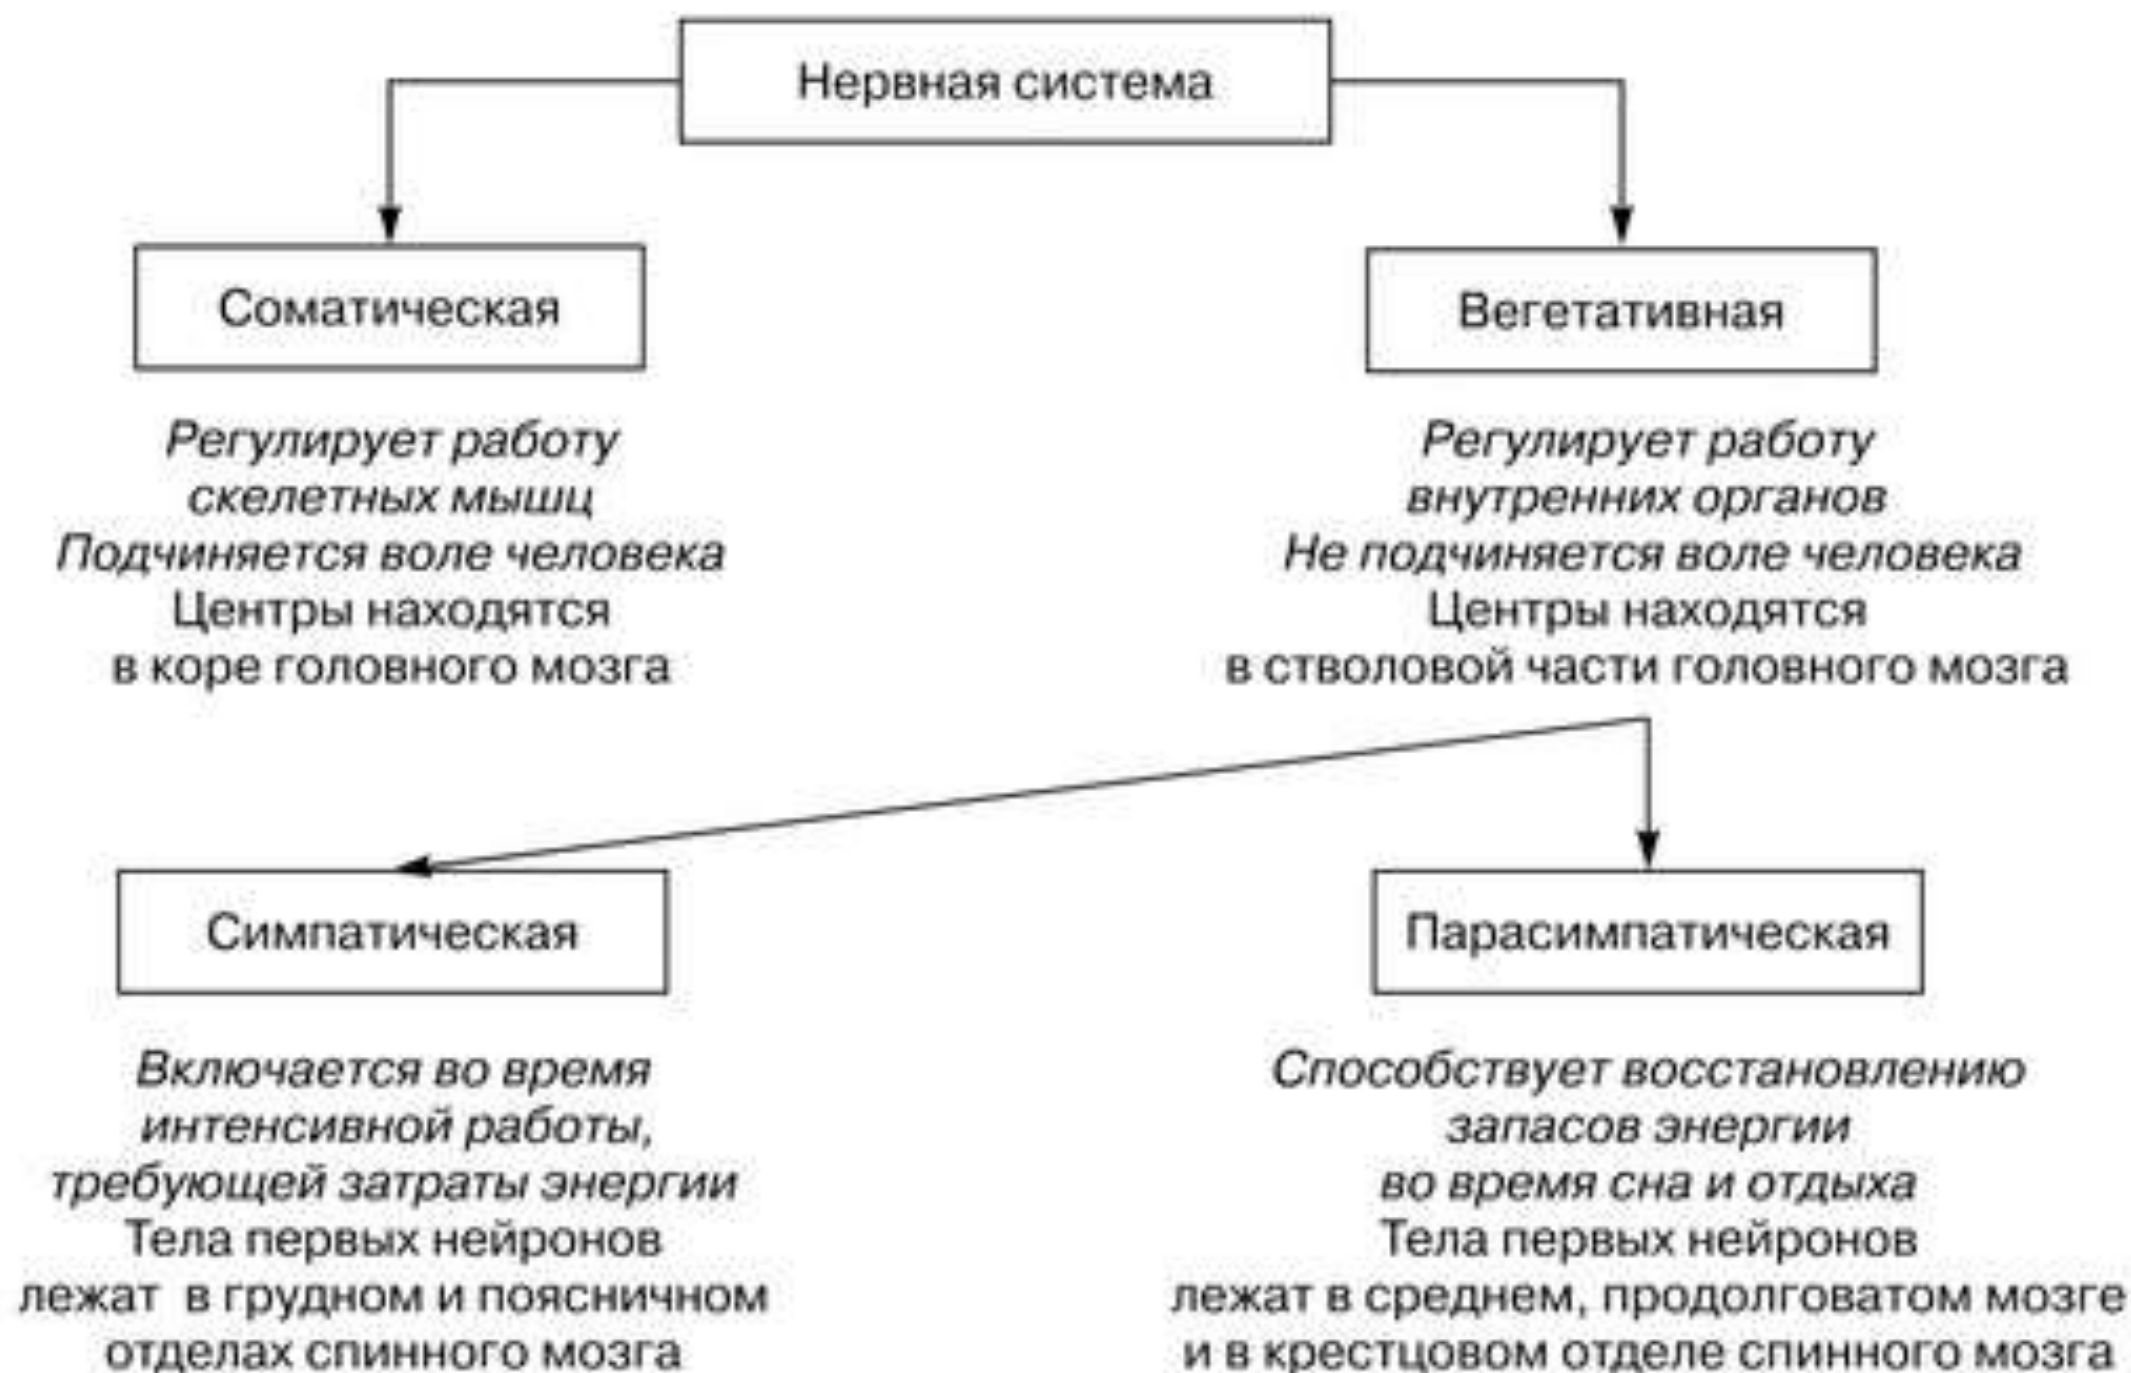 Нервная система
Соматическая
Вегетативная
Регулирует работу
скелетных мышц
Подчиняется воле человека
Центры находятся
в коре головного мозга
Регулирует работу
внутренних органов
Не подчиняется воле человека
Центры находятся
в стволовой части головного мозга
Симпатическая
Парасимпатическая
Включается во время
интенсивной работы,
требующей затраты энергии
Тела первых нейронов
лежат в грудном и поясничном
отделах спинного мозга
Способствует восстановлению
запасов энергии
во время сна и отдыха
Тела первых нейронов
лежат в среднем, продолговатом мозге
и в крестцовом отделе спинного мозга